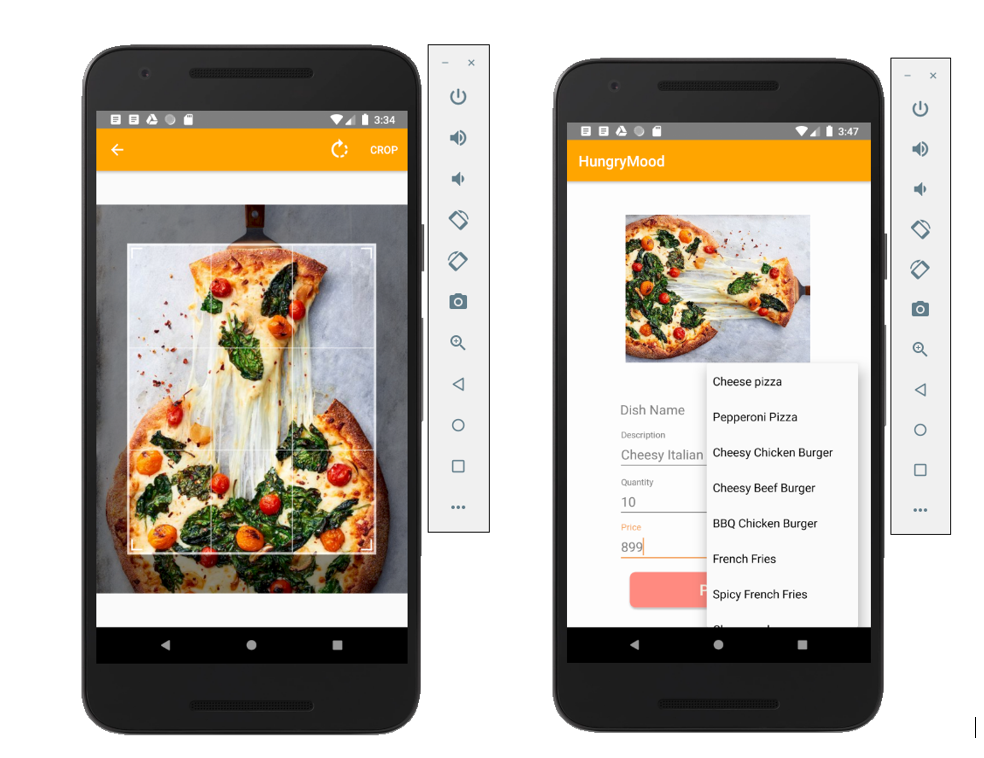 3:34
CROP
3:47
HungryMood
Cheese pizza
Dish Name
Pepperoni Pizza
Description
Cheesy Italian
Cheesy Chicken Burger
Quantity
Cheesy Beef Burger
10
Price
BBQ Chicken Burger
899
French Fries
Spicy French Fries